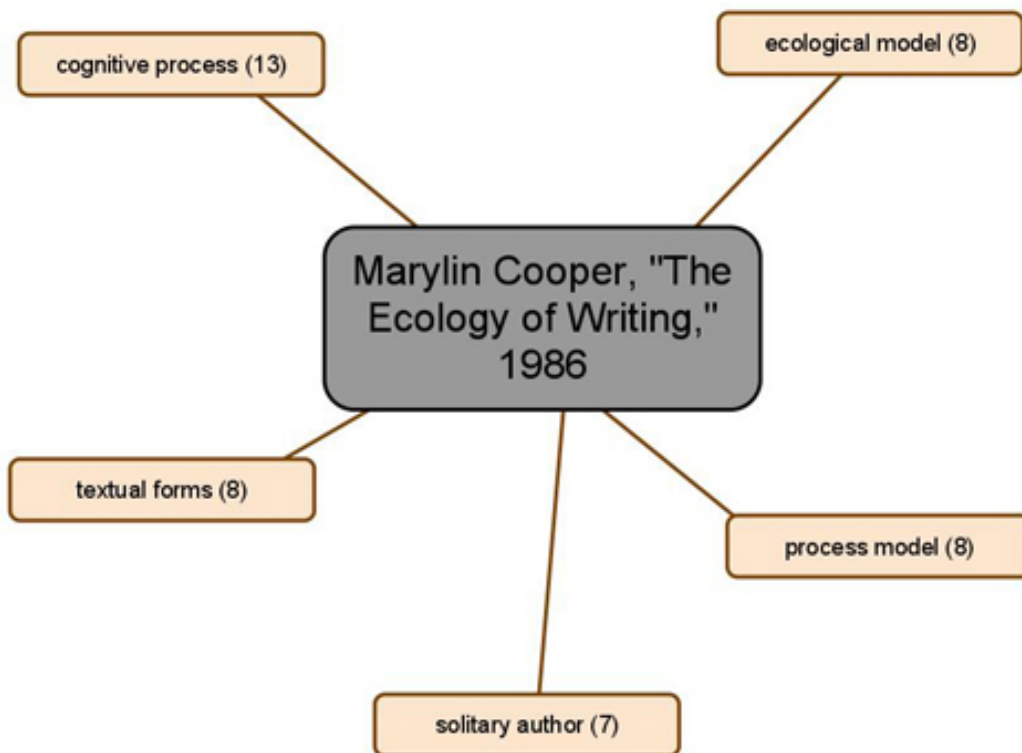 ecological model (8)
cognitive process (13)
Marylin Cooper, "The
Ecology of Writing,"
1986
textual forms (8)
process model (8)
solitary author (7)